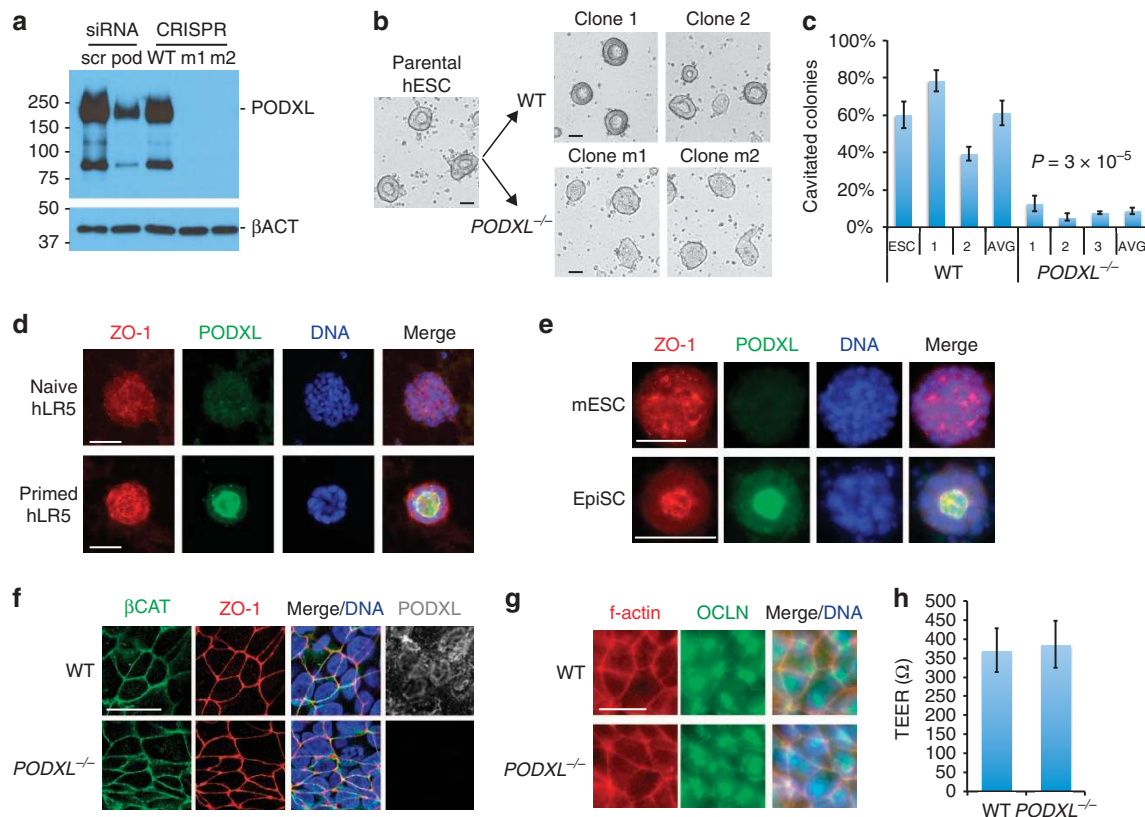 a
siRNA CRISPR
scr pod WT m1 m2
250
150
100
75
50
37
PODXL
βACT
b
Parental
hESC
WT
PODXL–/–
Clone 1 Clone 2
Clone m1 Clone m2
c
Cavitated colonies
100%
80%
60%
40%
20%
0%
P = 3 × 10–5
ESC 1 2 AVG 1 2 3 AVG
WT PODXL–/–
d
ZO-1 PODXL DNA Merge
Naive
hLR5
Primed
hLR5
e
ZO-1 PODXL DNA Merge
mESC
EpiSC
f
βCAT ZO-1 Merge/DNA PODXL
WT
PODXL–/–
g
f-actin OCLN Merge/DNA
WT
PODXL–/–
h
TEER (Ω)
500
450
400
350
300
250
200
150
100
50
0
WT PODXL–/–